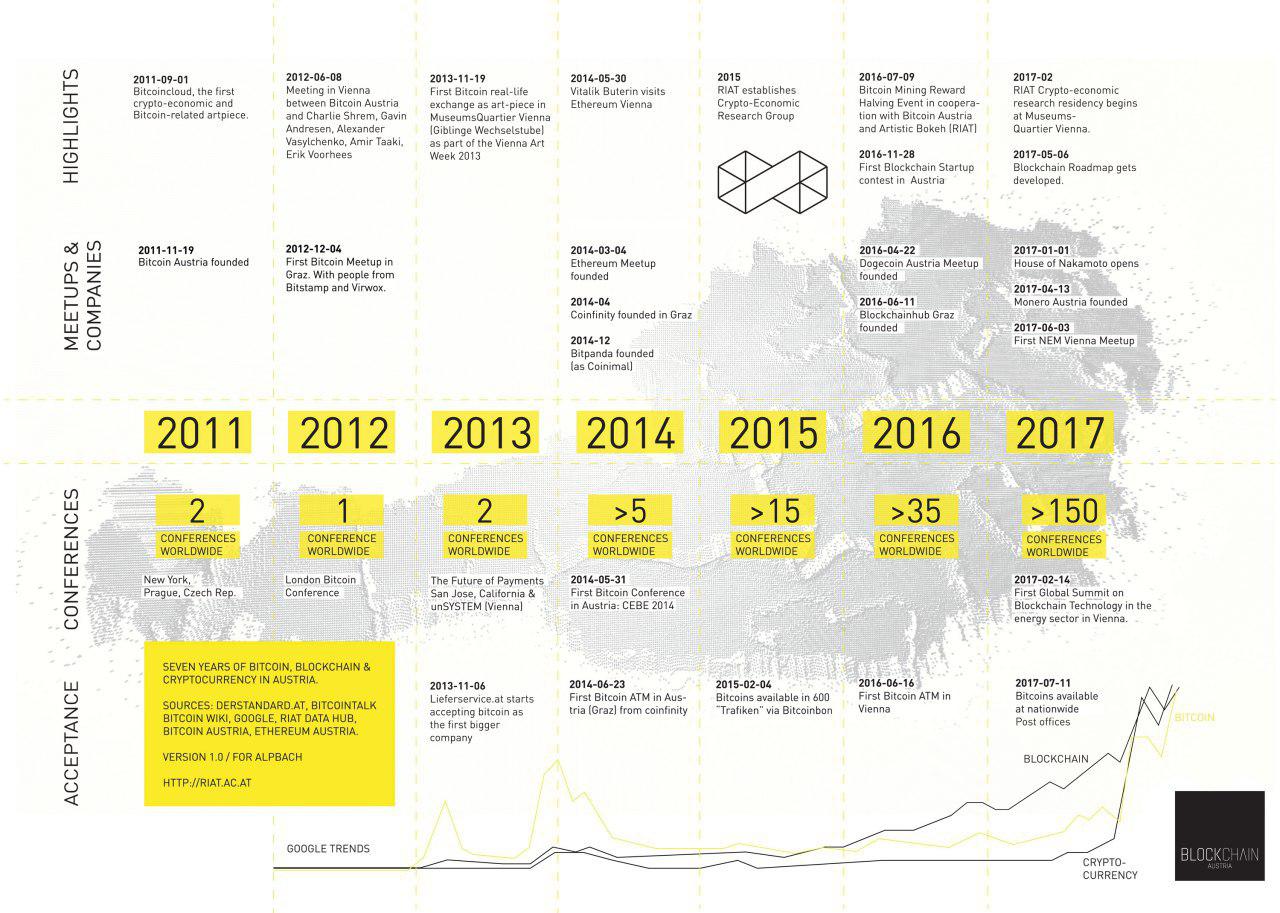 HIGHLIGHTS
2011-09-01
Bitcoincloud, the first
crypto-economic and
Bitcoin-related artpiece.
2012-06-08
Meeting in Vienna
between Bitcoin Austria
and Charlie Shrem, Gavin
Andresen, Alexander
Vasylchenko, Amir Taaki,
Erik Voorhees
2013-11-19
First Bitcoin real-life
exchange as art-piece in
MuseumsQuartier Vienna
(Giblinge Wechselstube)
as part of the Vienna Art
Week 2013
2014-05-30
Vitalik Buterin visits
Ethereum Vienna
2015
RIAT establishes
Crypto-Economic
Research Group
2016-07-09
Bitcoin Mining Reward
Halving Event in coopera-
tion with Bitcoin Austria
and Artistic Bokeh (RIAT)
2016-11-28
First Blockchain Startup
contest in Austria
2017-02
RIAT Crypto-economic
research residency begins
at Museums-
Quartier Vienna.
2017-05-06
Blockchain Roadmap gets
developed.
MEETUPS &
COMPANIES
2011-11-19
Bitcoin Austria founded
2012-12-04
First Bitcoin Meetup in
Graz. With people from
Bitstamp and Virwox.
2014-03-04
Ethereum Meetup
founded
2014-04
Coinfinity founded in Graz
2014-12
Bitpanda founded
(as Coinimal)
2016-04-22
Dogecoin Austria Meetup
founded
2016-06-11
Blockchainhub Graz
founded
2017-01-01
House of Nakamoto opens
2017-04-13
Monero Austria founded
2017-06-03
First NEM Vienna Meetup
2011
2012
2013
2014
2015
2016
2017
CONFERENCES
2
CONFERENCES
WORLDWIDE
New York,
Prague, Czech Rep.
1
CONFERENCE
WORLDWIDE
London Bitcoin
Conference
2
CONFERENCES
WORLDWIDE
The Future of Payments
San Jose, California &
unSYSTEM (Vienna)
>5
CONFERENCES
WORLDWIDE
2014-05-31
First Bitcoin Conference
in Austria: CEBE 2014
>15
CONFERENCES
WORLDWIDE
>35
CONFERENCES
WORLDWIDE
>150
CONFERENCES
WORLDWIDE
2017-02-14
First Global Summit on
Blockchain Technology in the
energy sector in Vienna.
ACCEPTANCE
SEVEN YEARS OF BITCOIN, BLOCKCHAIN &
CRYPTOCURRENCY IN AUSTRIA.
SOURCES: DERSTANDARD.AT, BITCOINTALK
BITCOIN WIKI, GOOGLE, RIAT DATA HUB,
BITCOIN AUSTRIA, ETHEREUM AUSTRIA.
VERSION 1.0 / FOR ALPBACH
HTTP://RIAT.AC.AT
2013-11-06
Lieferservice.at starts
accepting bitcoin as
the first bigger
company
2014-06-23
First Bitcoin ATM in Aus-
tria (Graz) from coinfinity
2015-02-04
Bitcoins available in 600
"Trafiken" via Bitcoinbon
2016-06-16
First Bitcoin ATM in
Vienna
2017-07-11
Bitcoins available
at nationwide
Post offices
BITCOIN
BLOCKCHAIN
GOOGLE TRENDS
CRYPTO-
CURRENCY
BLOCKCHAIN
AUSTRIA